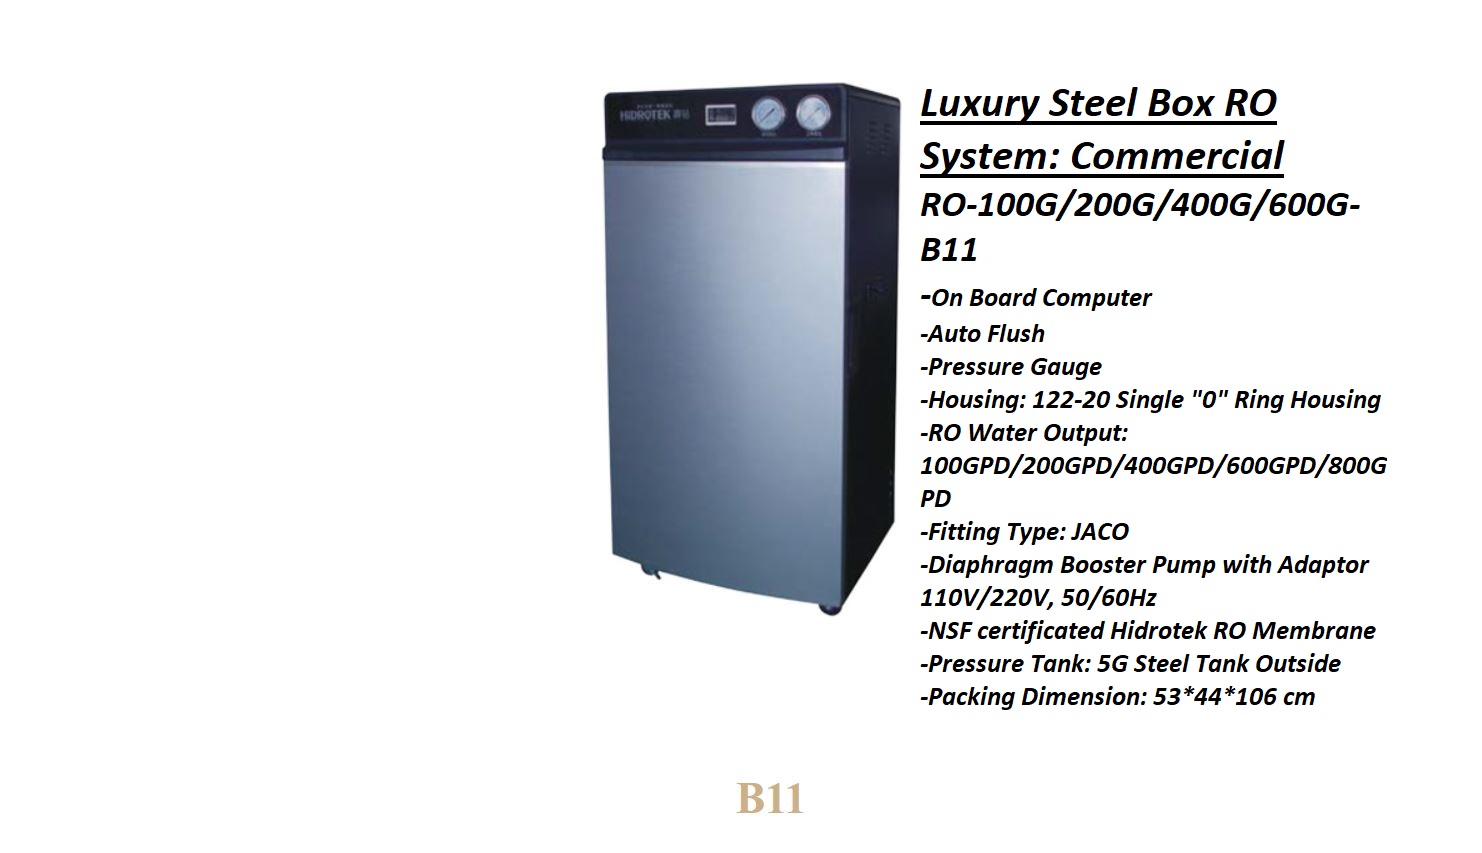 HIDROTEK
Luxury Steel Box RO
System: Commercial
RO-100G/200G/400G/600G-
B11
-On Board Computer
-Auto Flush
-Pressure Gauge
-Housing: 122-20 Single "0" Ring Housing
-RO Water Output:
100GPD/200GPD/400GPD/600GPD/800G
PD
-Fitting Type: JACO
-Diaphragm Booster Pump with Adaptor
110V/220V, 50/60Hz
-NSF certificated Hidrotek RO Membrane
-Pressure Tank: 5G Steel Tank Outside
-Packing Dimension: 53*44*106 cm
B11